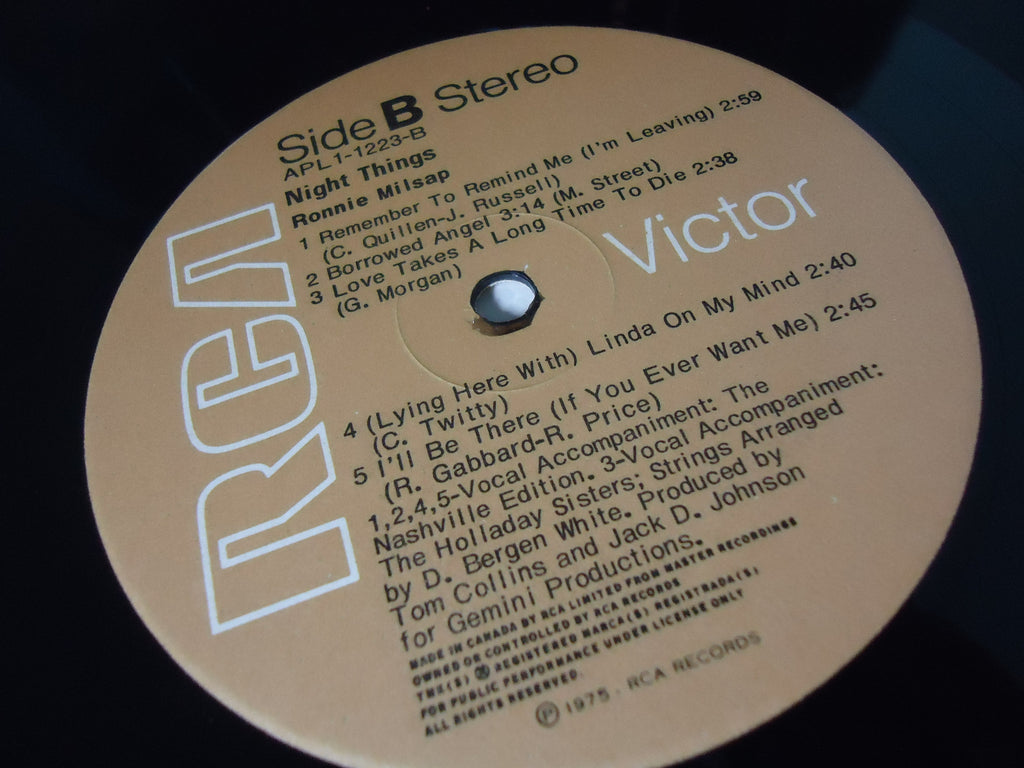 RCA
Victor
Side B Stereo
APL1-1223-B
Night Things
Ronnie Milsap
1 Remember To Remind Me (I'm Leaving) 2:59
(C. Quillen-J. Russell)
2 Borrowed Angel 3:14 (M. Street)
3 Love Takes A Long Time To Die 2:38
(G. Morgan)
4 (Lying Here With) Linda On My Mind 2:40
(C. Twitty)
5 I'll Be There (If You Ever Want Me) 2:45
(R. Gabbard-R. Price)
1,2,4,5-Vocal Accompaniment: The
Nashville Edition. 3-Vocal Accompaniment:
The Holladay Sisters; Strings Arranged
by D. Bergen White. Produced by
Tom Collins and Jack D. Johnson
for Gemini Productions.
MADE IN CANADA BY RCA LIMITED FROM MASTER RECORDINGS
OWNED OR CONTROLLED BY RCA RECORDS
TMK(S) ® REGISTERED MARCA(S) REGISTRADA(S)
FOR PUBLIC PERFORMANCE UNDER LICENSE ONLY
ALL RIGHTS RESERVED.
℗ 1975, RCA RECORDS